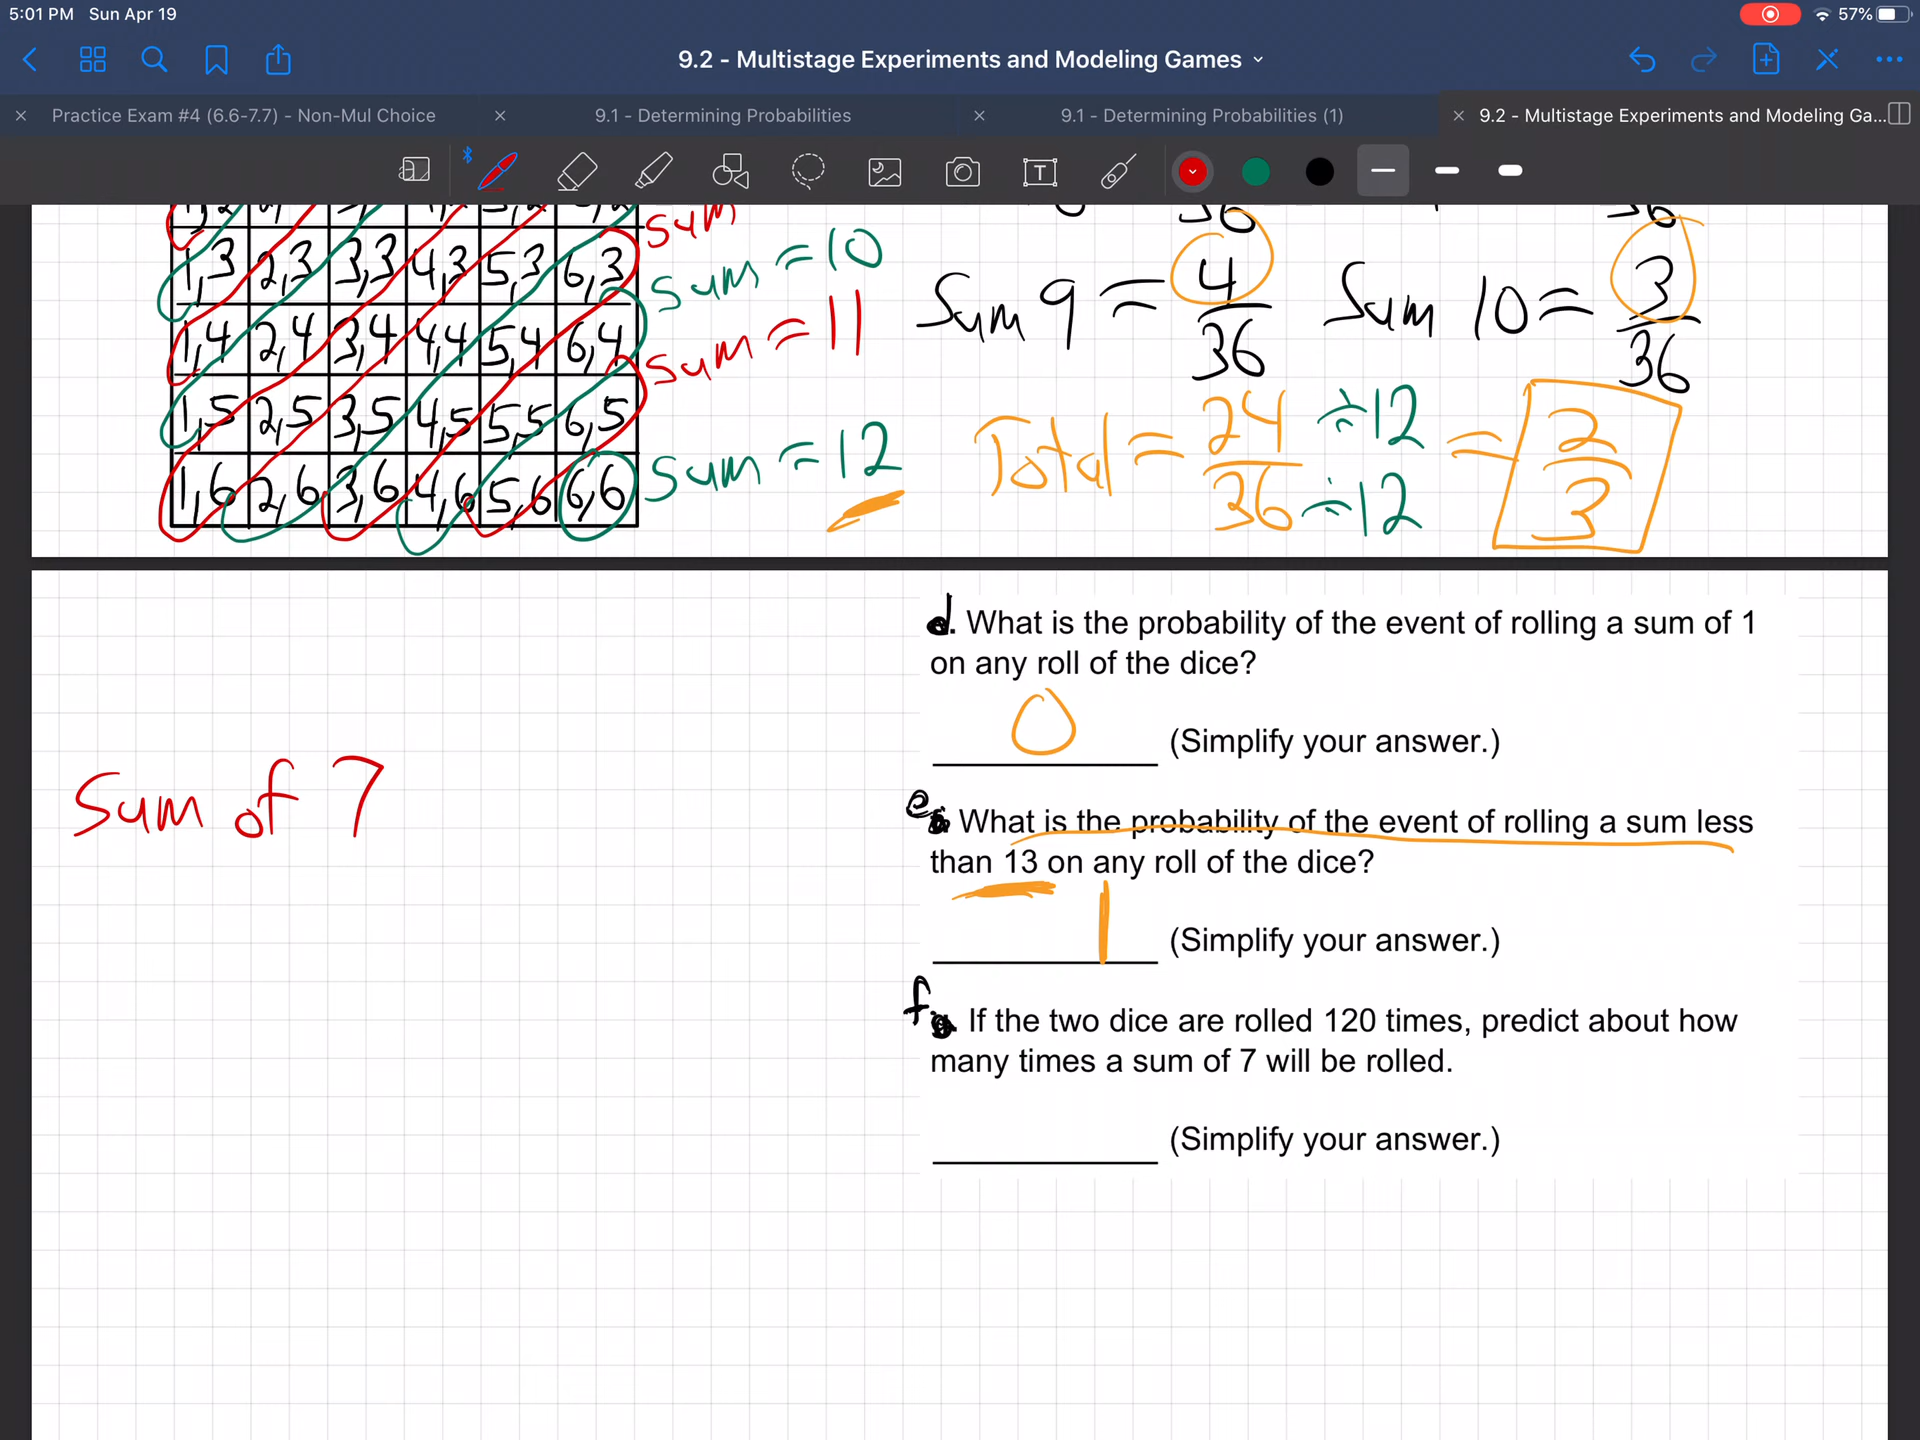 5:01 PM Sun Apr 19
57%
9.2 - Multistage Experiments and Modeling Games
Practice Exam #4 (6.6-7.7) - Non-Mul Choice
9.1 - Determining Probabilities
9.1 - Determining Probabilities (1)
9.2 - Multistage Experiments and Modeling Ga...
T
Sum
36
36
1,3 2,3 3,3 4,3 5,3 6,3
Sum = 10
1,4 2,4 3,4 4,4 5,4 6,4
Sum = 11
1,5 2,5 3,5 4,5 5,5 6,5
1,6 2,6 3,6 4,6 5,6 6,6
Sum = 12
Sum 9 = 4/36
Sum 10 = 3/36
Total = 24/36 ÷12/÷12 = 2/3
Sum of 7
d. What is the probability of the event of rolling a sum of 1
on any roll of the dice?
0 (Simplify your answer.)
e. What is the probability of the event of rolling a sum less
than 13 on any roll of the dice?
1 (Simplify your answer.)
f. If the two dice are rolled 120 times, predict about how
many times a sum of 7 will be rolled.
(Simplify your answer.)